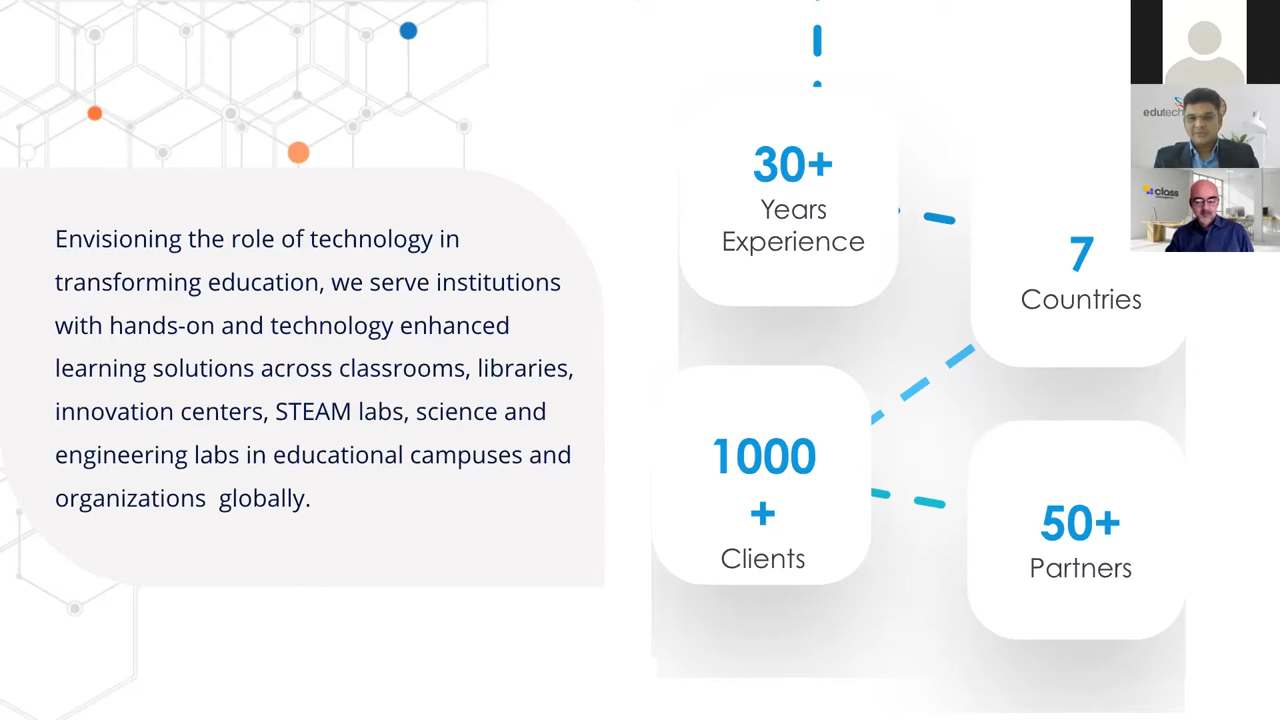 Envisioning the role of technology in
transforming education, we serve institutions
with hands-on and technology enhanced
learning solutions across classrooms, libraries,
innovation centers, STEAM labs, science and
engineering labs in educational campuses and
organizations globally.
30+
Years
Experience
7
Countries
1000
+
Clients
50+
Partners
edutech
class